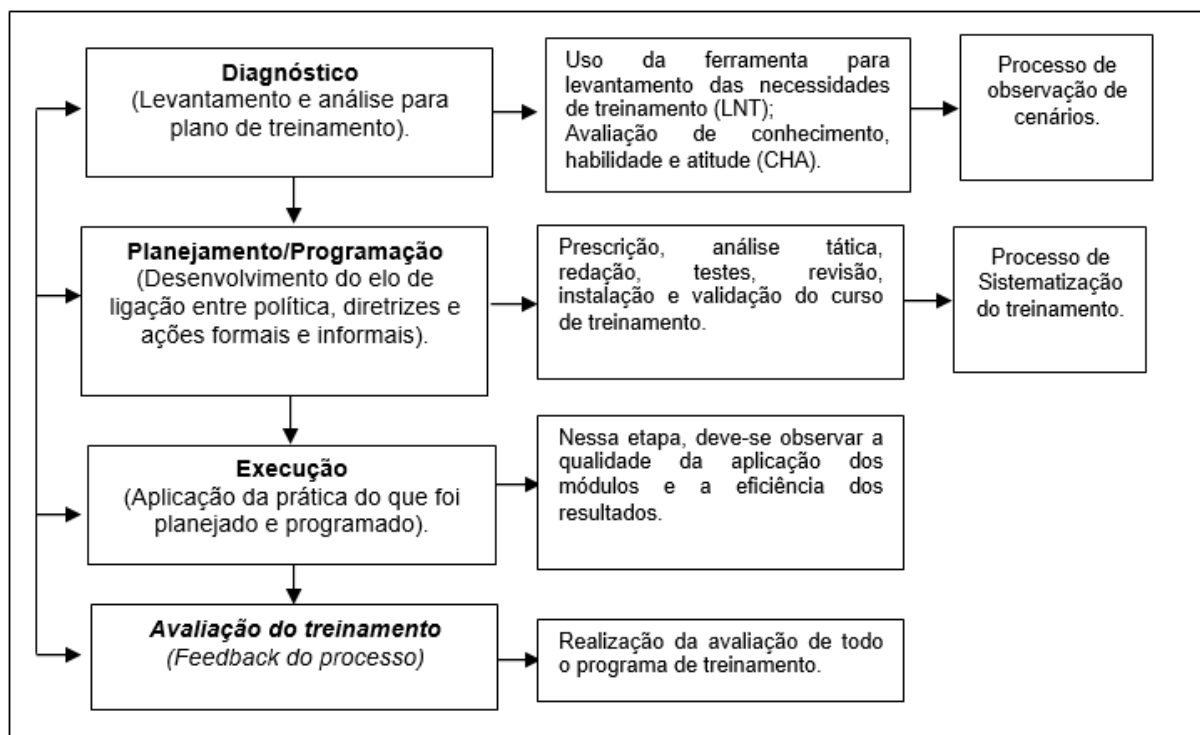 Diagnóstico
(Levantamento e análise para
plano de treinamento).
Uso da ferramenta para
levantamento das necessidades
de treinamento (LNT);
Avaliação de conhecimento,
habilidade e atitude (CHA).
Processo de
observação de
cenários.
Planejamento/Programação
(Desenvolvimento do elo de
ligação entre política, diretrizes e
ações formais e informais).
Prescrição, análise tática,
redação, testes, revisão,
instalação e validação do curso
de treinamento.
Processo de
Sistematização
do treinamento.
Execução
(Aplicação da prática do que foi
planejado e programado).
Nessa etapa, deve-se observar a
qualidade da aplicação dos
módulos e a eficiência dos
resultados.
Avaliação do treinamento
(Feedback do processo)
Realização da avaliação de todo
o programa de treinamento.